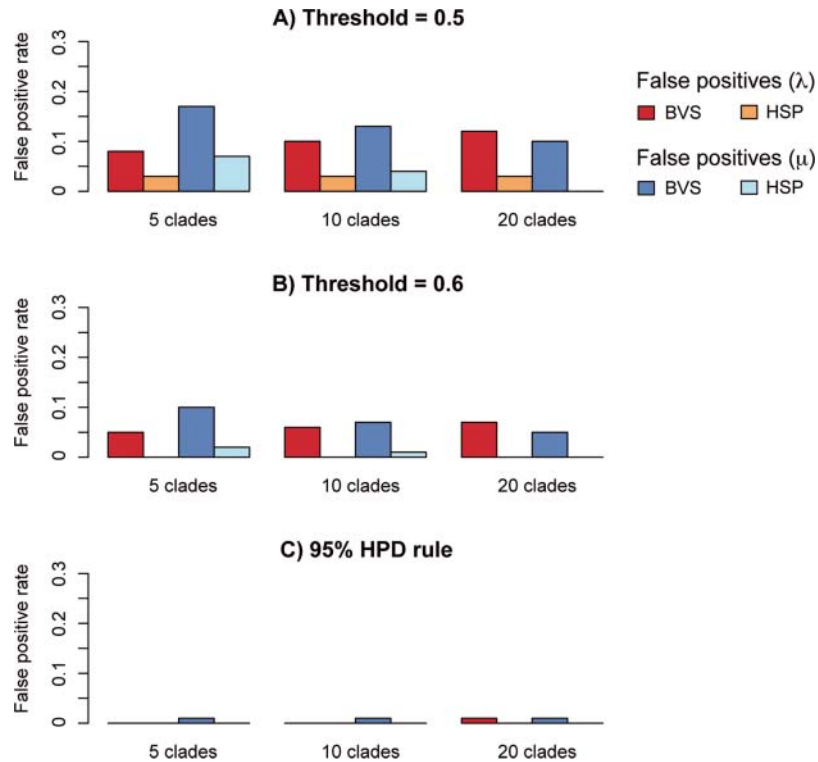 A) Threshold = 0.5
False positive rate
0 0.1 0.2 0.3
5 clades 10 clades 20 clades
False positives (λ)
BVS HSP
False positives (μ)
BVS HSP
B) Threshold = 0.6
False positive rate
0 0.1 0.2 0.3
5 clades 10 clades 20 clades
C) 95% HPD rule
False positive rate
0 0.1 0.2 0.3
5 clades 10 clades 20 clades